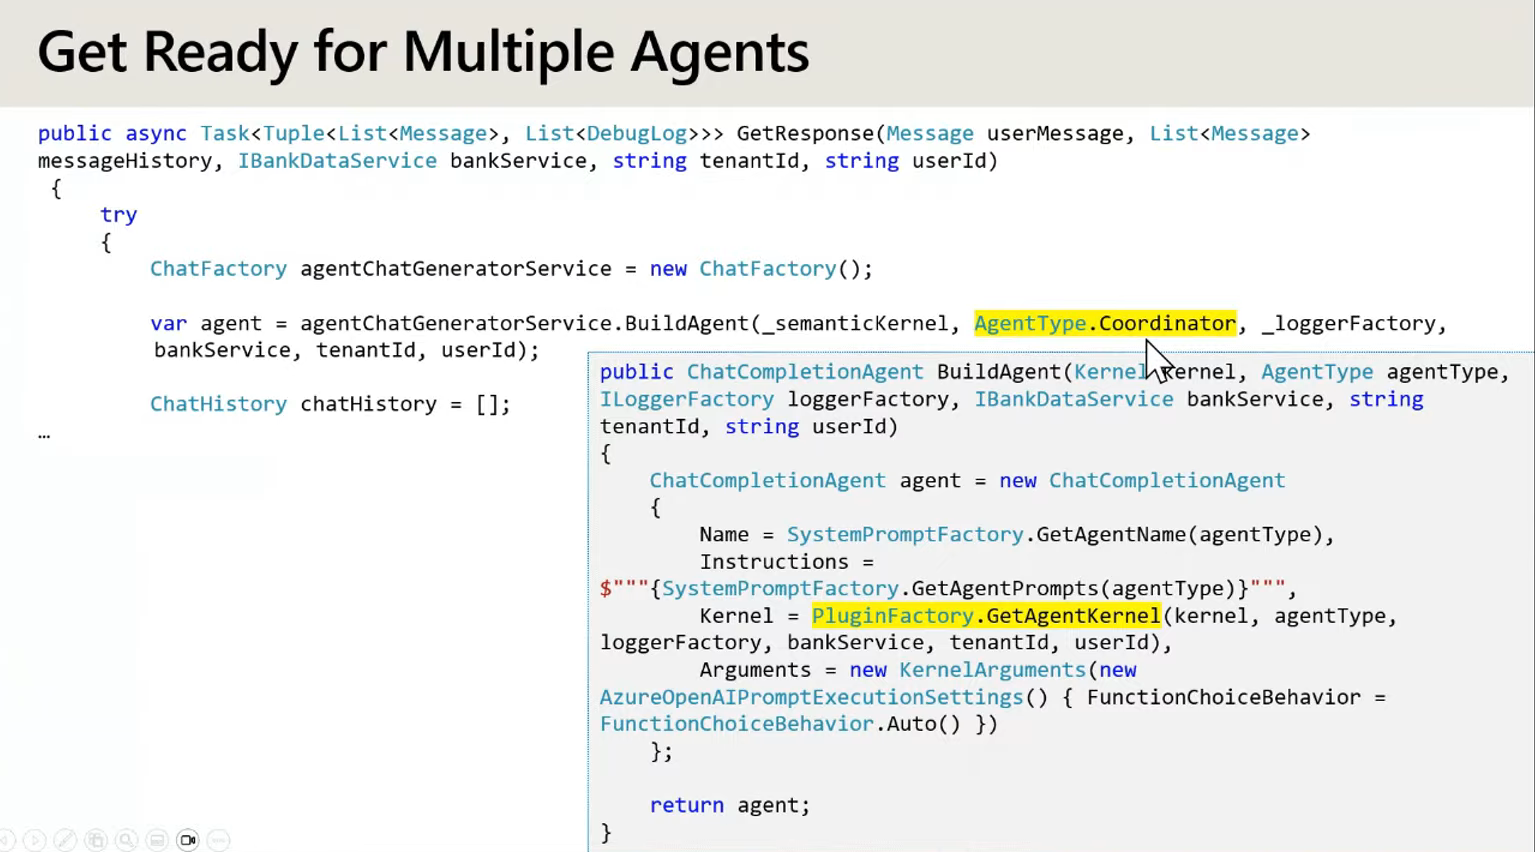 Get Ready for Multiple Agents
public async Task<Tuple<List<Message>, List<DebugLog>>> GetResponse(Message userMessage, List<Message>
messageHistory, IBankDataService bankService, string tenantId, string userId)
{
try
{
ChatFactory agentChatGeneratorService = new ChatFactory();
var agent = agentChatGeneratorService.BuildAgent(_semanticKernel, AgentType.Coordinator, _loggerFactory,
bankService, tenantId, userId);
ChatHistory chatHistory = [];
…
public ChatCompletionAgent BuildAgent(Kernel kernel, AgentType agentType,
ILoggerFactory loggerFactory, IBankDataService bankService, string
tenantId, string userId)
{
ChatCompletionAgent agent = new ChatCompletionAgent
{
Name = SystemPromptFactory.GetAgentName(agentType),
Instructions =
$"""{SystemPromptFactory.GetAgentPrompts(agentType)}""",
Kernel = PluginFactory.GetAgentKernel(kernel, agentType,
loggerFactory, bankService, tenantId, userId),
Arguments = new KernelArguments(new
AzureOpenAIPromptExecutionSettings() { FunctionChoiceBehavior =
FunctionChoiceBehavior.Auto() })
};
return agent;
}